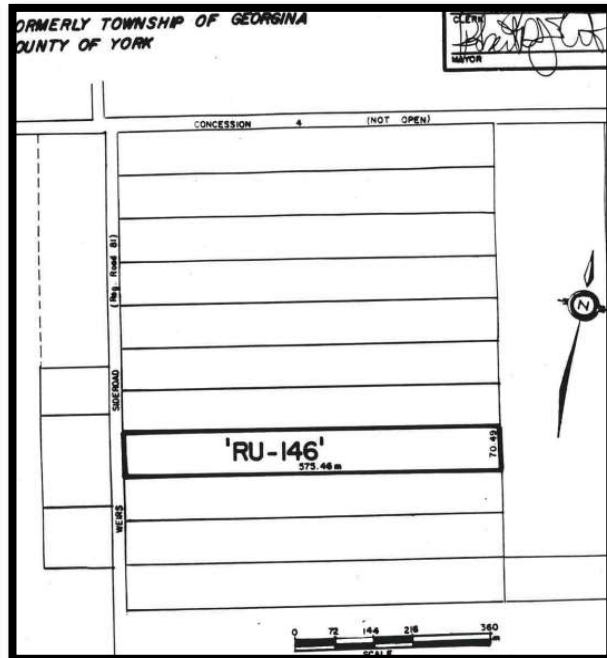 ORMERLY TOWNSHIP OF GEORGINA
OUNTY OF YORK
CLERK
MAYOR
CONCESSION 4 (NOT OPEN)
(Reg. Road 81)
SIDEROAD
WEIRS
N
'RU-146'
575.46 m
70.49
0 72 144 216 360
m
SCALE